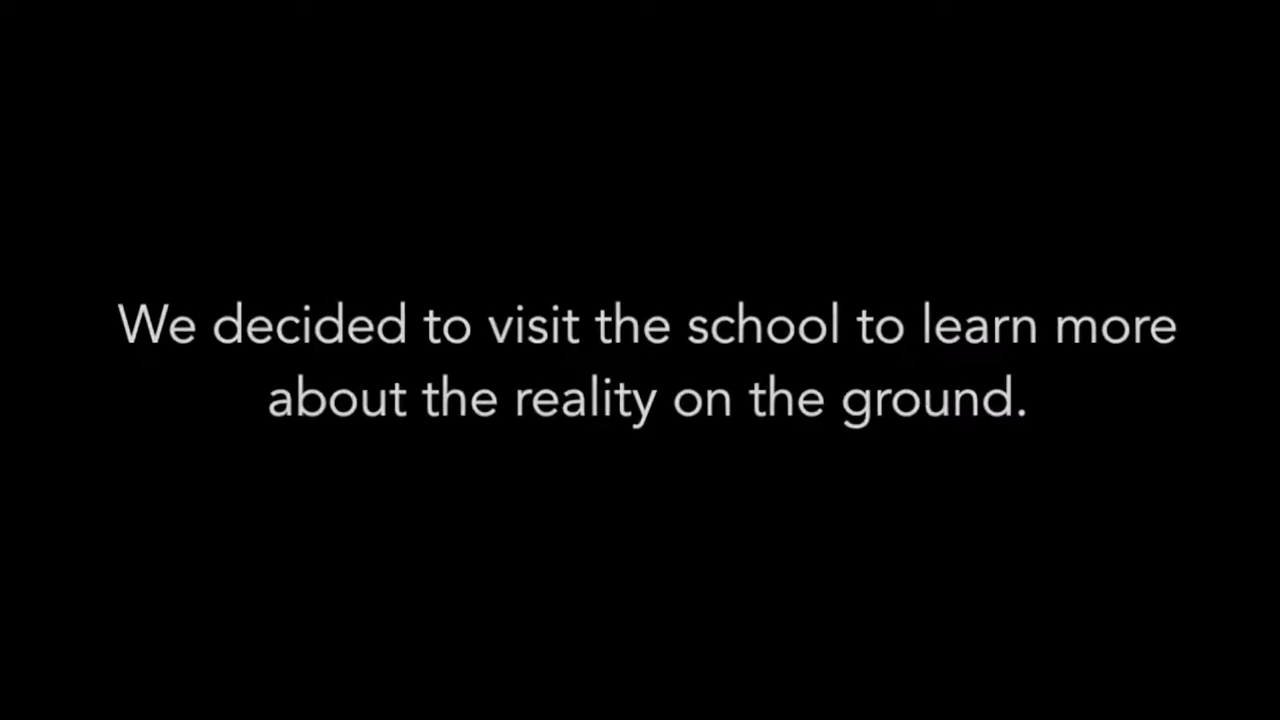 We decided to visit the school to learn more
about the reality on the ground.